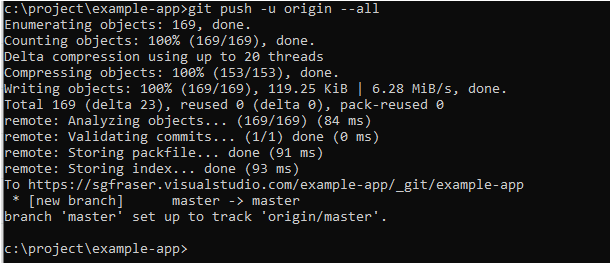 c:\project\example-app>git push -u origin --all
Enumerating objects: 169, done.
Counting objects: 100% (169/169), done.
Delta compression using up to 20 threads
Compressing objects: 100% (153/153), done.
Writing objects: 100% (169/169), 119.25 KiB | 6.28 MiB/s, done.
Total 169 (delta 23), reused 0 (delta 0), pack-reused 0
remote: Analyzing objects... (169/169) (84 ms)
remote: Validating commits... (1/1) done (0 ms)
remote: Storing packfile... done (91 ms)
remote: Storing index... done (93 ms)
To https://sgfraser.visualstudio.com/example-app/_git/example-app
 * [new branch]      master -> master
branch 'master' set up to track 'origin/master'.
c:\project\example-app>